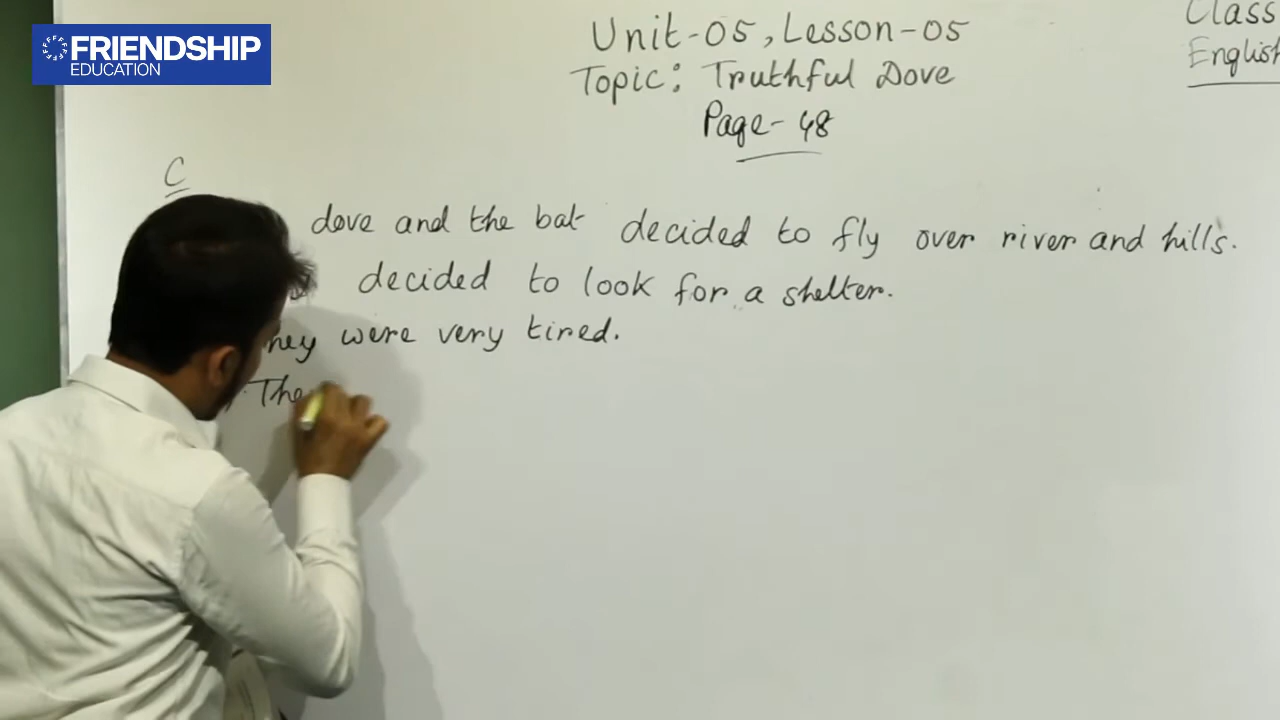 FRIENDSHIP
EDUCATION
Class
English
Unit-05, Lesson-05
Topic: Truthful Dove
Page-48
C
dove and the bat decided to fly over river and hills.
decided to look for a shelter.
hey were very tired.
The